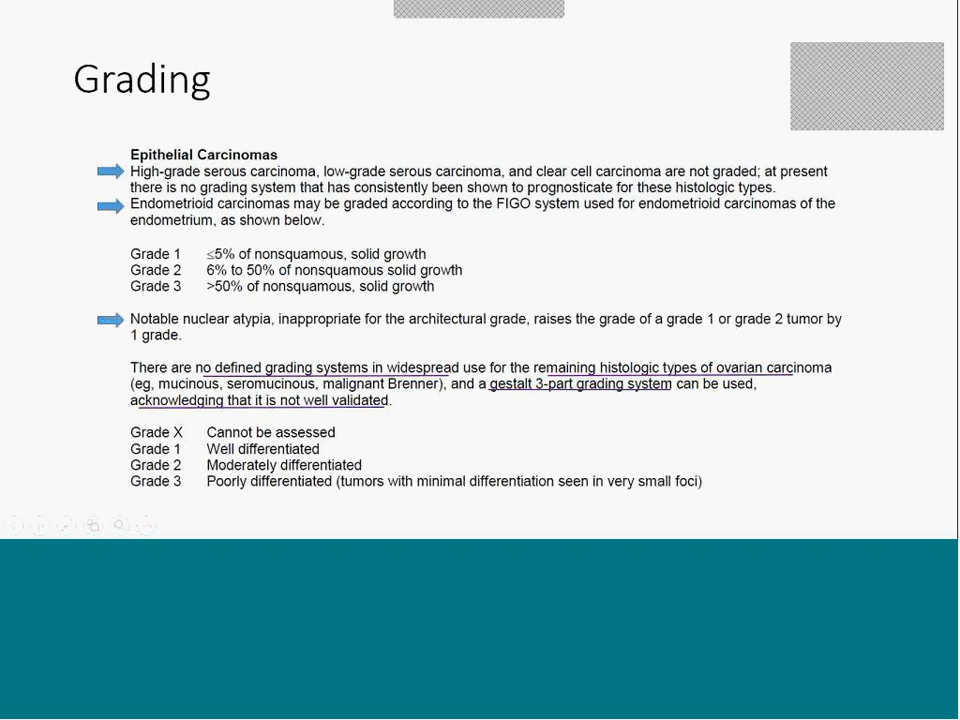 Grading
Epithelial Carcinomas
High-grade serous carcinoma, low-grade serous carcinoma, and clear cell carcinoma are not graded; at present
there is no grading system that has consistently been shown to prognosticate for these histologic types.
Endometrioid carcinomas may be graded according to the FIGO system used for endometrioid carcinomas of the
endometrium, as shown below.
Grade 1 ≤5% of nonsquamous, solid growth
Grade 2 6% to 50% of nonsquamous solid growth
Grade 3 >50% of nonsquamous, solid growth
Notable nuclear atypia, inappropriate for the architectural grade, raises the grade of a grade 1 or grade 2 tumor by
1 grade.
There are no defined grading systems in widespread use for the remaining histologic types of ovarian carcinoma
(eg, mucinous, seromucinous, malignant Brenner), and a gestalt 3-part grading system can be used,
acknowledging that it is not well validated.
Grade X Cannot be assessed
Grade 1 Well differentiated
Grade 2 Moderately differentiated
Grade 3 Poorly differentiated (tumors with minimal differentiation seen in very small foci)